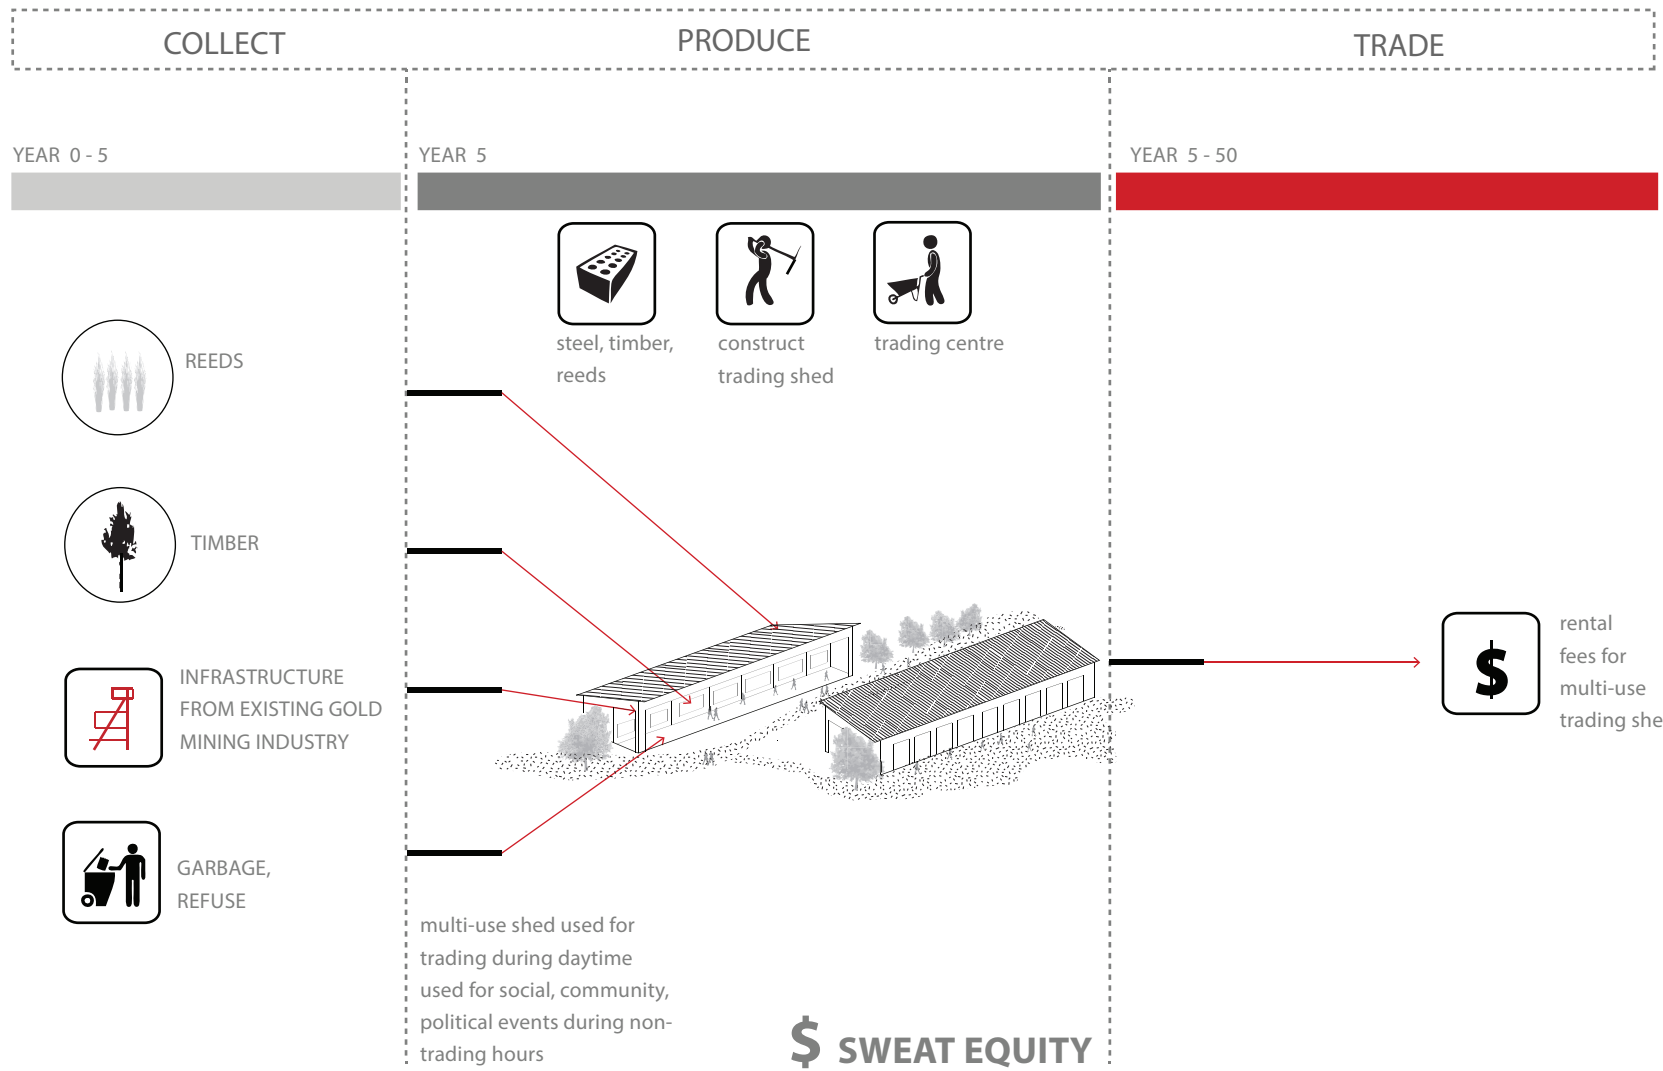 COLLECT
PRODUCE
TRADE
YEAR 0 - 5
YEAR 5
YEAR 5 - 50
steel, timber,
reeds
construct
trading shed
trading centre
REEDS
TIMBER
INFRASTRUCTURE
FROM EXISTING GOLD
MINING INDUSTRY
GARBAGE,
REFUSE
$
rental
fees for
multi-use
trading she
multi-use shed used for
trading during daytime
used for social, community,
political events during non-
trading hours
$ SWEAT EQUITY